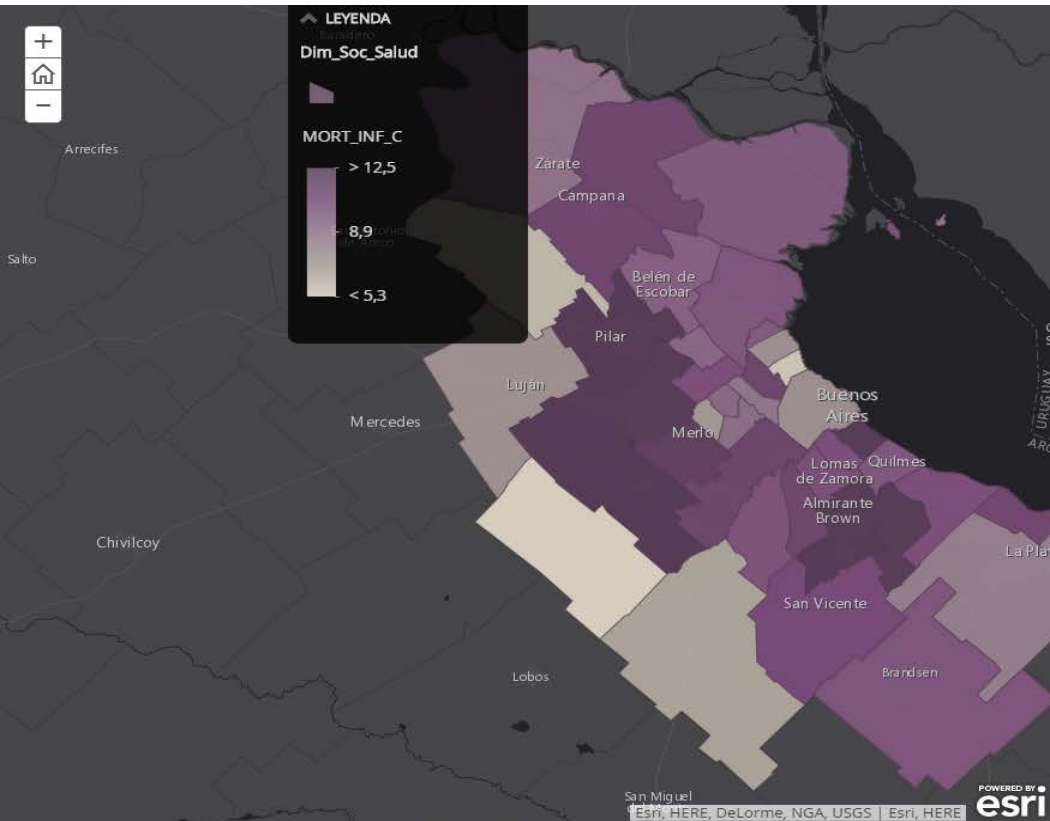 +
−
LEYENDA
Dim_Soc_Salud
MORT_INF_C
> 12,5
8,9
< 5,3
Arrecifes
Salto
Zárate
Campana
Belén de
Escobar
Pilar
Luján
Mercedes
Merlo
Buenos
Aires
Lomas
de Zamora
Quilmes
Almirante
Brown
Chivilcoy
La Pla
San Vicente
Brandsen
Lobos
San Miguel
URUGUAY
ARG
Esri, HERE, DeLorme, NGA, USGS | Esri, HERE
POWERED BY
esri